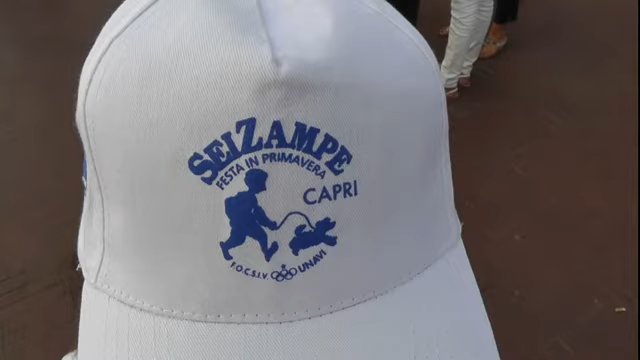 SEIZAMPE
FESTA IN PRIMAVERA
CAPRI
F.O.C.S.I.V. UNAVI